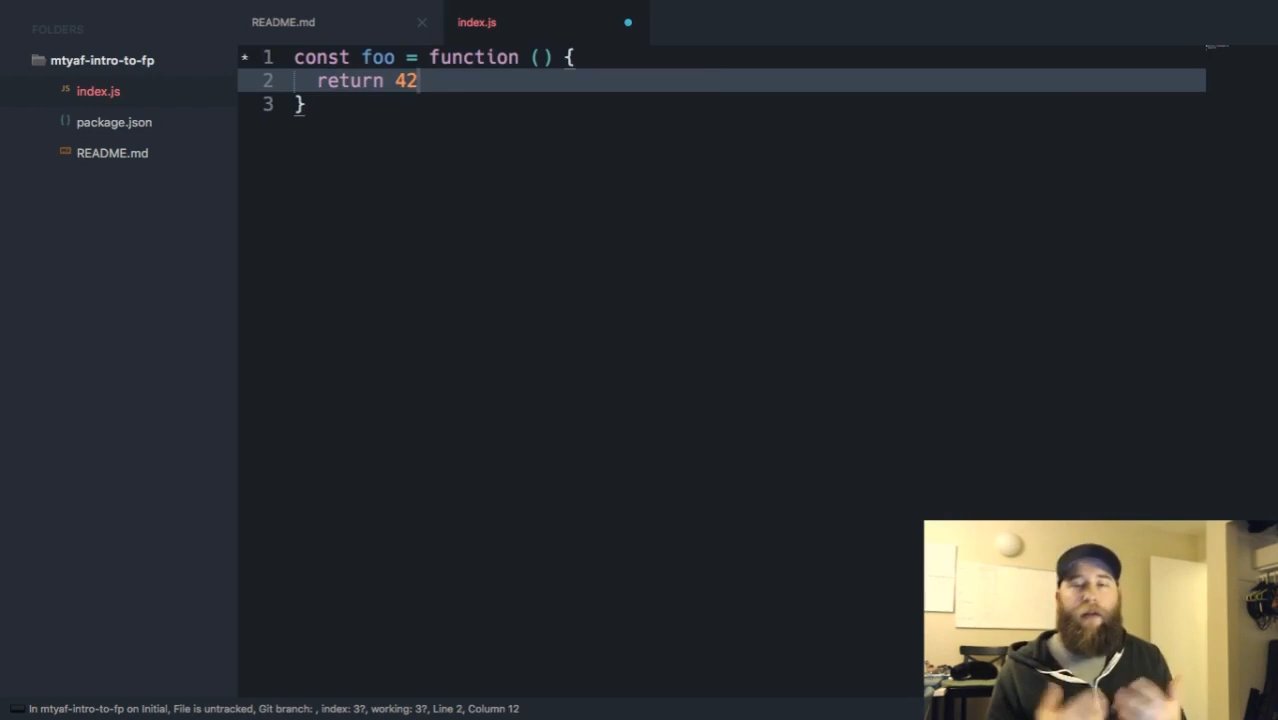 FOLDERS
mtyaf-intro-to-fp
JS index.js
{} package.json
README.md
README.md ×
index.js
* 1 const foo = function () {
2 return 42
3 }
In mtyaf-intro-to-fp on Initial, File is untracked, Git branch: , index: 3?, working: 3?, Line 2, Column 12